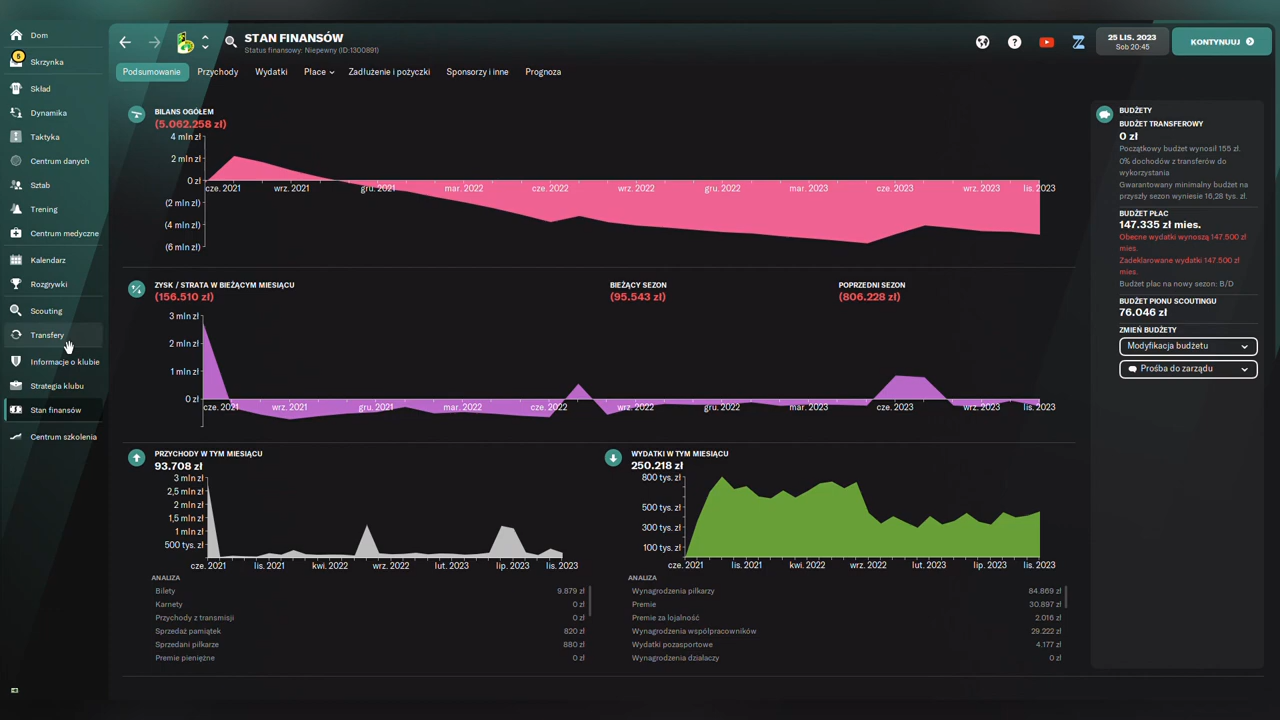 Dom
5
Skrzynka
Skład
Dynamika
Taktyka
Centrum danych
Sztab
Trening
Centrum medyczne
Kalendarz
Rozgrywki
Scouting
Transfery
Informacje o klubie
Strategia klubu
Stan finansów
Centrum szkolenia
STAN FINANSÓW
Status finansowy: Niepewny (ID:1300891)
25 LIS. 2023
Sob 20:45
KONTYNUUJ
Podsumowanie
Przychody
Wydatki
Płace
Zadłużenie i pożyczki
Sponsorzy i inne
Prognoza
BILANS OGÓŁEM
(5.062.258 zł)
4 mln zł
2 mln zł
0 zł
(2 mln zł)
(4 mln zł)
(6 mln zł)
cze. 2021 wrz. 2021 gru. 2021 mar. 2022 cze. 2022 wrz. 2022 gru. 2022 mar. 2023 cze. 2023 wrz. 2023 lis. 2023
ZYSK / STRATA W BIEŻĄCYM MIESIĄCU
(156.510 zł)
BIEŻĄCY SEZON
(95.543 zł)
POPRZEDNI SEZON
(806.228 zł)
3 mln zł
2 mln zł
1 mln zł
0 zł
cze. 2021 wrz. 2021 gru. 2021 mar. 2022 cze. 2022 wrz. 2022 gru. 2022 mar. 2023 cze. 2023 wrz. 2023 lis. 2023
PRZYCHODY W TYM MIESIĄCU
93.708 zł
3 mln zł
2,5 mln zł
2 mln zł
1,5 mln zł
1 mln zł
500 tys. zł
cze. 2021 lis. 2021 kwi. 2022 wrz. 2022 lut. 2023 lip. 2023 lis. 2023
ANALIZA
Bilety 9.879 zł
Karnety 0 zł
Przychody z transmisji 0 zł
Sprzedaż pamiątek 820 zł
Sprzedani piłkarze 880 zł
Premie pieniężne 0 zł
WYDATKI W TYM MIESIĄCU
250.218 zł
800 tys. zł
500 tys. zł
300 tys. zł
100 tys. zł
cze. 2021 lis. 2021 kwi. 2022 wrz. 2022 lut. 2023 lip. 2023 lis. 2023
ANALIZA
Wynagrodzenia piłkarzy 84.869 zł
Premie 30.897 zł
Premie za lojalność 2.016 zł
Wynagrodzenia współpracowników 29.222 zł
Wydatki pozasportowe 4.177 zł
Wynagrodzenia działaczy 0 zł
BUDŻETY
BUDŻET TRANSFEROWY
0 zł
Początkowy budżet wynosił 155 zł.
0% dochodów z transferów do
wykorzystania
Gwarantowany minimalny budżet na
przyszły sezon wyniesie 16,28 tys. zł.
BUDŻET PŁAC
147.335 zł mies.
Obecne wydatki wynoszą 147.500 zł
mies.
Zadeklarowane wydatki 147.500 zł
mies.
Budżet płac na nowy sezon: B/D
BUDŻET PIONU SCOUTINGU
76.046 zł
ZMIEŃ BUDŻETY
Modyfikacja budżetu
Prośba do zarządu